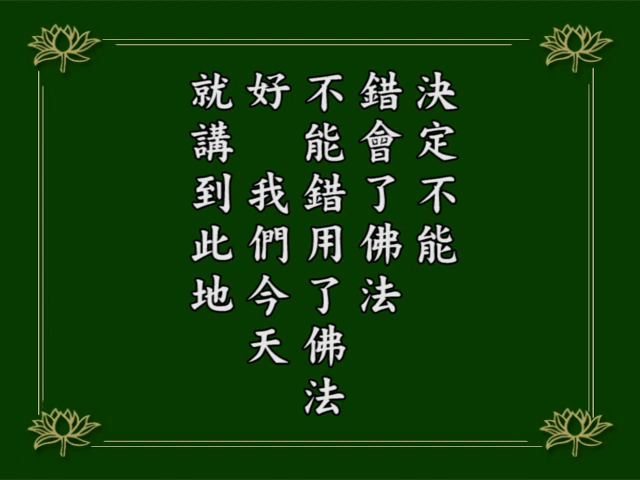 決定不能
錯會了佛法
不能錯用了佛法
好 我們今天
就講到此地